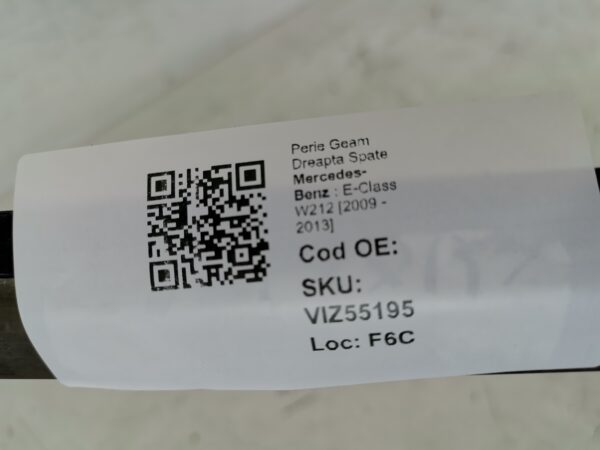 Perie Geam
Dreapta Spate
Mercedes-
Benz : E-Class
W212 [2009 -
2013]
Cod OE:
SKU:
VIZ55195
Loc: F6C